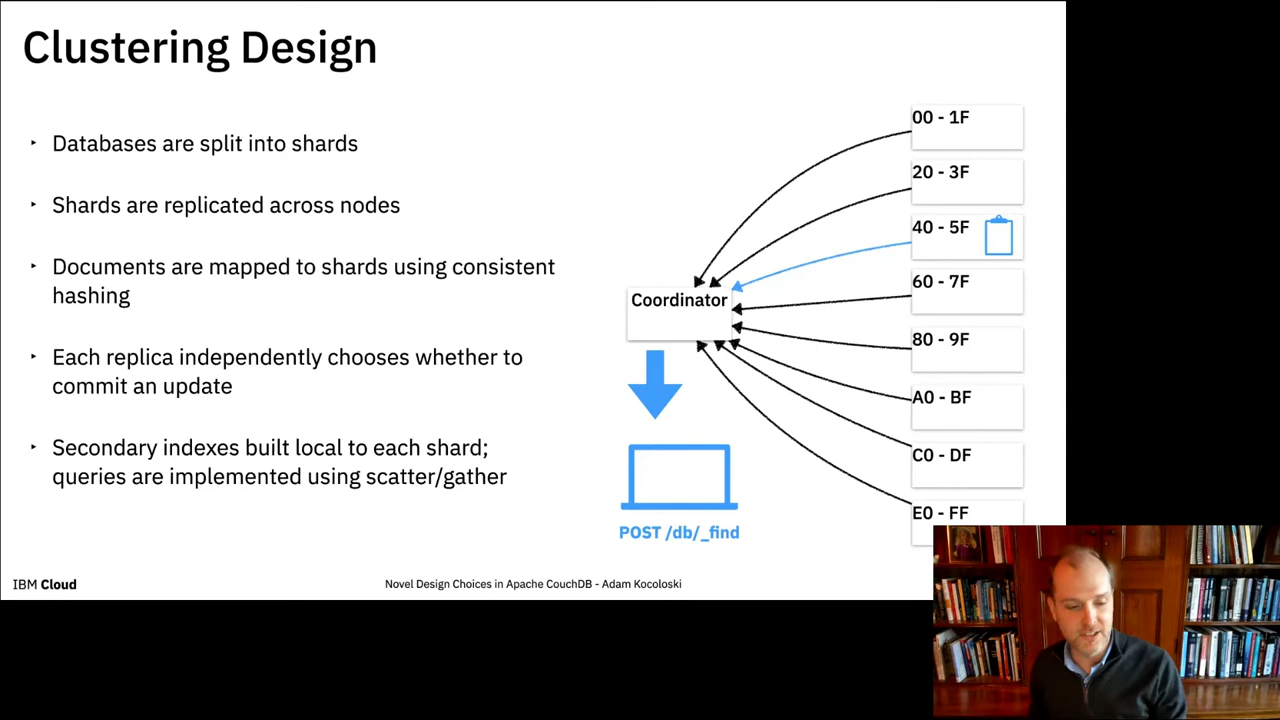 Clustering Design
Databases are split into shards
Shards are replicated across nodes
Documents are mapped to shards using consistent
hashing
Each replica independently chooses whether to
commit an update
Secondary indexes built local to each shard;
queries are implemented using scatter/gather
00 - 1F
20 - 3F
40 - 5F
60 - 7F
80 - 9F
A0 - BF
C0 - DF
E0 - FF
Coordinator
POST /db/_find
IBM Cloud
Novel Design Choices in Apache CouchDB - Adam Kocoloski